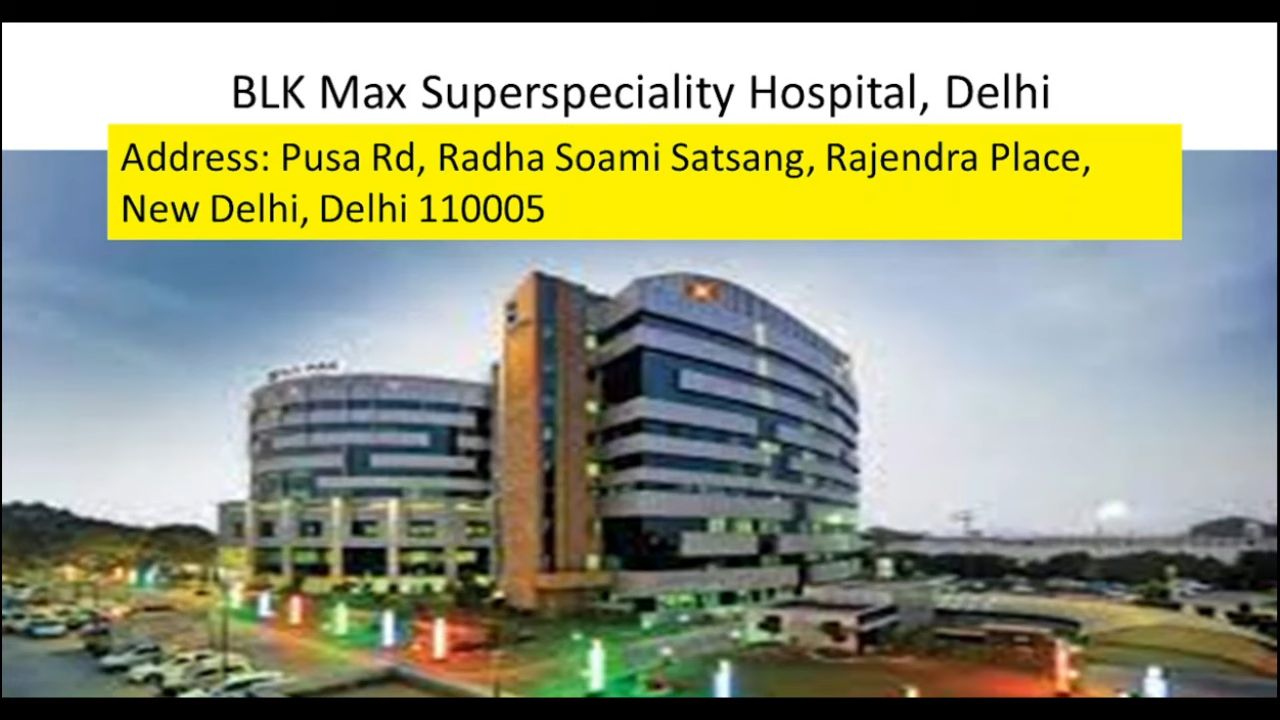 BLK Max Superspeciality Hospital, Delhi
Address: Pusa Rd, Radha Soami Satsang, Rajendra Place,
New Delhi, Delhi 110005